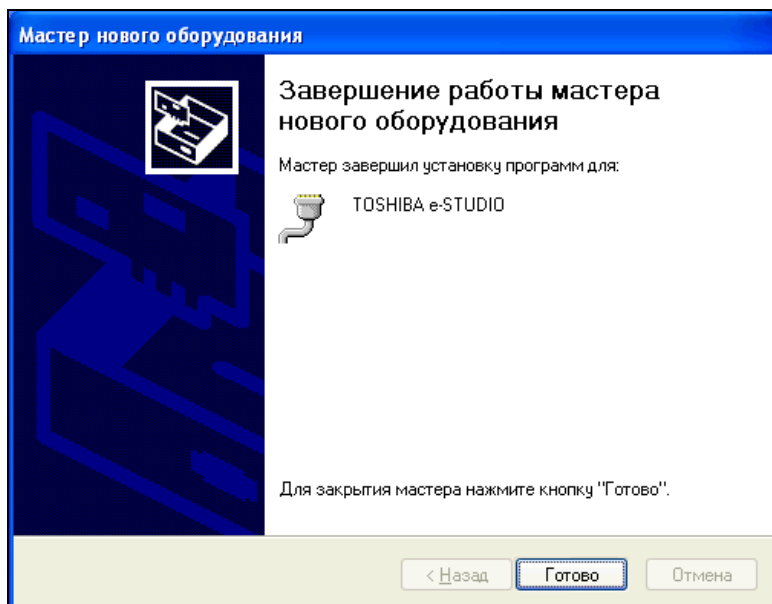 Мастер нового оборудования
Завершение работы мастера
нового оборудования
Мастер завершил установку программ для:
TOSHIBA e-STUDIO
Для закрытия мастера нажмите кнопку "Готово".
< Назад
Готово
Отмена